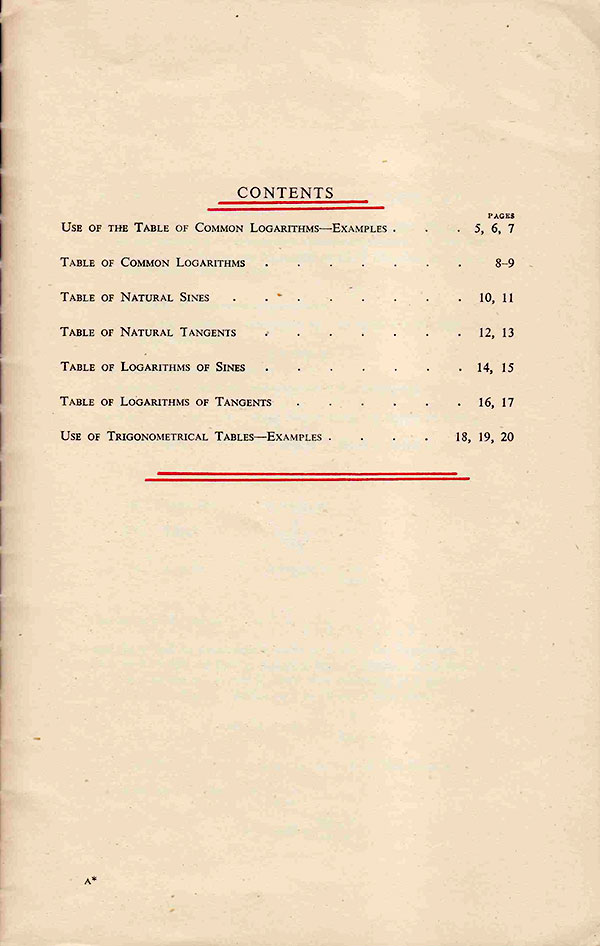 CONTENTS
PAGES
Use of the Table of Common Logarithms—Examples . . . 5, 6, 7
Table of Common Logarithms . . . . . . . 8–9
Table of Natural Sines . . . . . . . . 10, 11
Table of Natural Tangents . . . . . . . 12, 13
Table of Logarithms of Sines . . . . . . . 14, 15
Table of Logarithms of Tangents . . . . . . 16, 17
Use of Trigonometrical Tables—Examples . . . . 18, 19, 20
A*